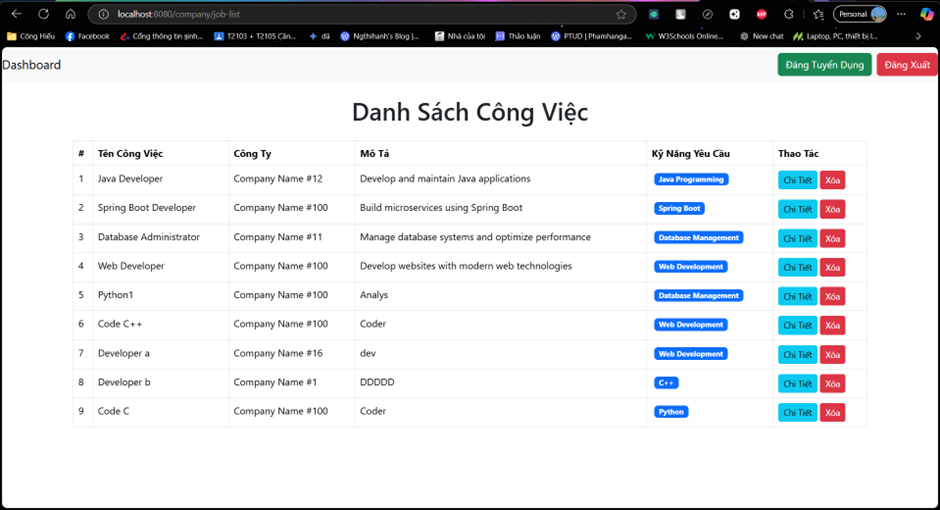 localhost:8080/company/job-list
Personal
Công Hiếu Facebook Cổng thông tin sinh... T2103 + T2105 Căn... dá Ngthihanh's Blog |... Nhà của tôi Thảo luận PTUD | Phamhanga... W3Schools Online... New chat Laptop, PC, thiết bị l...
Dashboard Đăng Tuyển Dụng Đăng Xuất
Danh Sách Công Việc
# Tên Công Việc Công Ty Mô Tả Kỹ Năng Yêu Cầu Thao Tác
1 Java Developer Company Name #12 Develop and maintain Java applications Java Programming Chi Tiết Xóa
2 Spring Boot Developer Company Name #100 Build microservices using Spring Boot Spring Boot Chi Tiết Xóa
3 Database Administrator Company Name #11 Manage database systems and optimize performance Database Management Chi Tiết Xóa
4 Web Developer Company Name #100 Develop websites with modern web technologies Web Development Chi Tiết Xóa
5 Python1 Company Name #100 Analys Database Management Chi Tiết Xóa
6 Code C++ Company Name #100 Coder Web Development Chi Tiết Xóa
7 Developer a Company Name #16 dev Web Development Chi Tiết Xóa
8 Developer b Company Name #1 DDDDD C++ Chi Tiết Xóa
9 Code C Company Name #100 Coder Python Chi Tiết Xóa